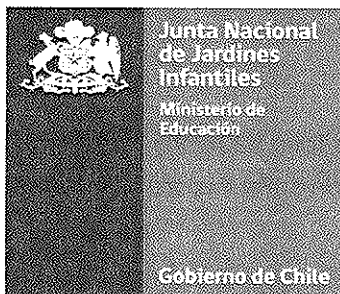 Junta Nacional
de Jardines
Infantiles
Ministerio de
Educación
Gobierno de Chile